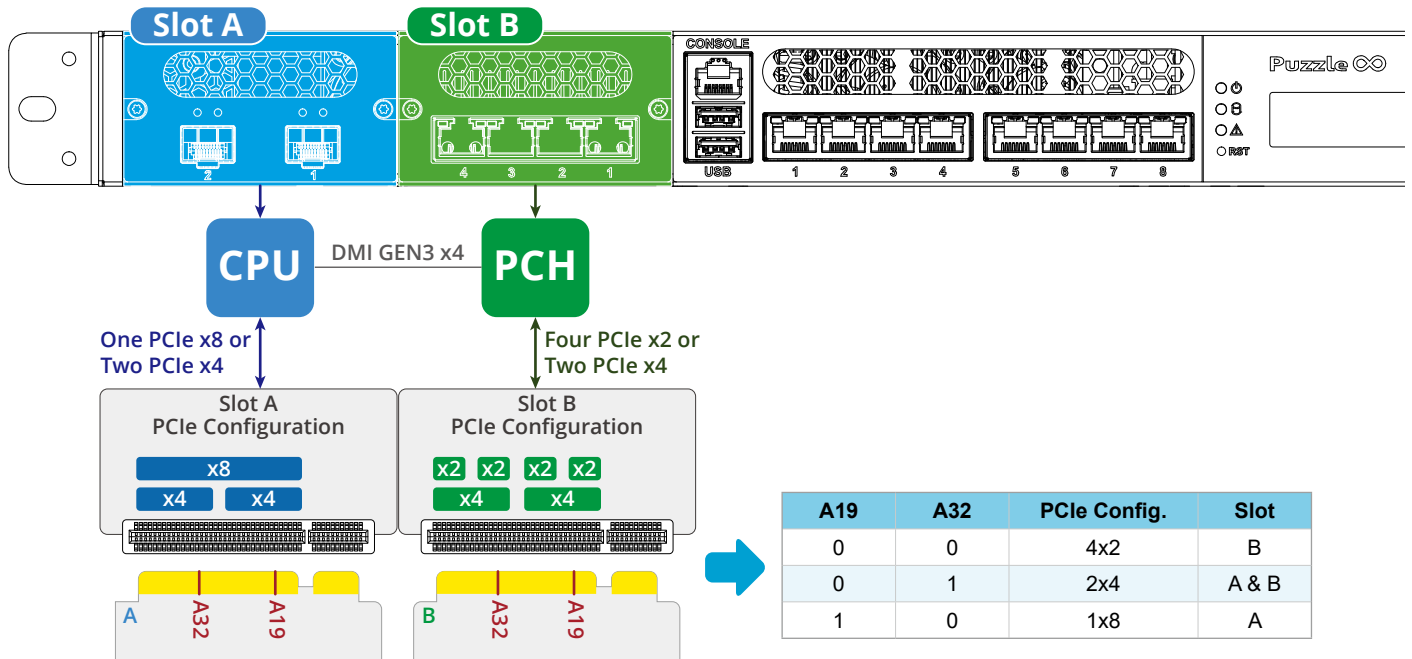 Slot A
Slot B
CONSOLE
Puzzle
2 1
4 3 2 1
USB
1 2 3 4 5 6 7 8
RST
CPU
DMI GEN3 x4
PCH
One PCIe x8 or
Two PCIe x4
Four PCIe x2 or
Two PCIe x4
Slot A
PCIe Configuration
Slot B
PCIe Configuration
x8
x4 x4
x2 x2 x2 x2
x4 x4
A
A32
A19
B
A32
A19
A19 A32 PCIe Config. Slot
0 0 4x2 B
0 1 2x4 A & B
1 0 1x8 A